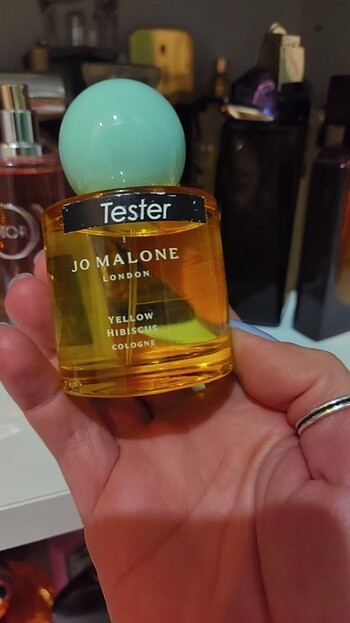 Tester
JO MALONE
LONDON
YELLOW
HIBISCUS
COLOGNE